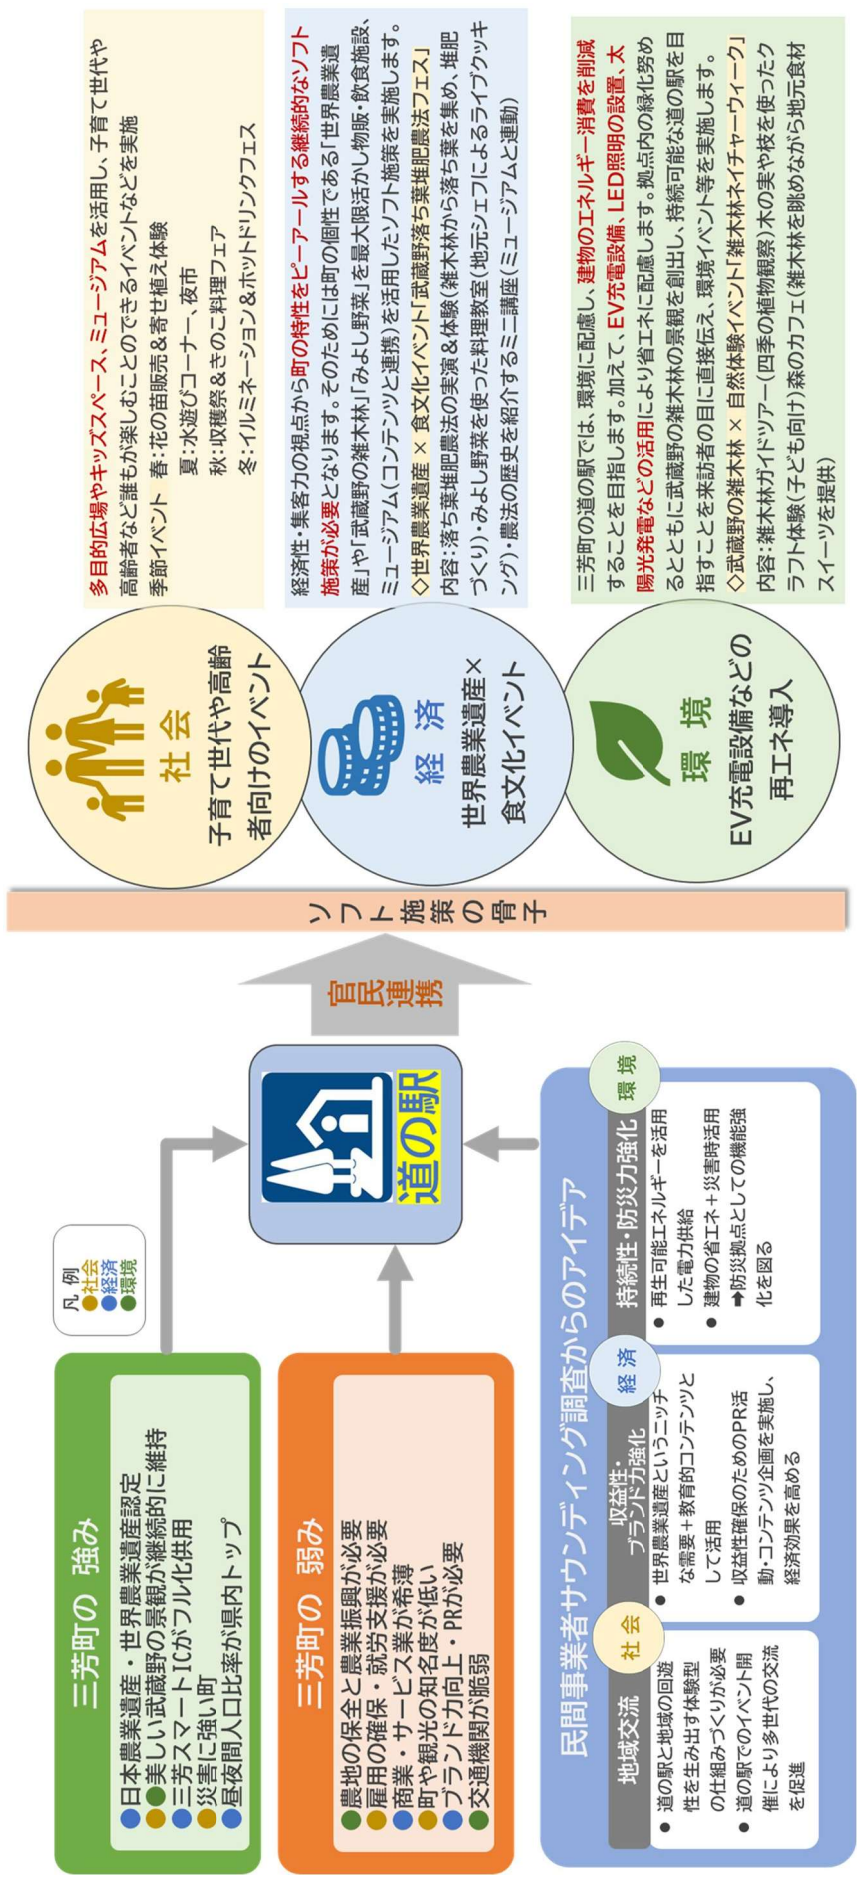 三芳町の 強み
日本農業遺産・世界農業遺産認定
美しい武蔵野の景観が継続的に維持
三芳スマートICがフル化供用
災害に強い町
昼夜間人口比率が県内トップ
凡 例
社会
経済
環境
三芳町の 弱み
農地の保全と農業振興が必要
雇用の確保・就労支援が必要
商業・サービス業が希薄
町や観光の知名度が低い
ブランド力向上・PRが必要
交通機関が脆弱
民間事業者サウンディング調査からのアイデア
地域交流
社 会
● 道の駅と地域の回遊
性を生み出す体験型
の仕組みづくりが必要
● 道の駅でのイベント開
催により多世代の交流
を促進
収益性・
ブランド力強化
経 済
● 世界農業遺産というニッチ
な需要＋教育的コンテンツと
して活用
● 収益性確保のためのPR活
動・コンテンツ企画を実施し、
経済効果を高める
持続性・防災力強化
環 境
● 再生可能エネルギーを活用
した電力供給
● 建物の省エネ＋災害時活用
➡防災拠点としての機能強
化を図る
道の駅
官民連携
ソフト施策の骨子
社 会
子育て世代や高齢
者向けのイベント
多目的広場やキッズスペース、ミュージアムを活用し、子育て世代や
高齢者など誰もが楽しむことのできるイベントなどを実施
季節イベント 春：花の苗販売＆寄せ植え体験
夏：水遊びコーナー、夜市
秋：収穫祭＆きのこ料理フェア
冬：イルミネーション＆ホットドリンクフェス
経 済
世界農業遺産×
食文化イベント
経済性・集客力の視点から町の特性をピーアールする継続的なソフト
施策が必要となります。そのためには町の個性である「世界農業遺
産」や「武蔵野の雑木林」「みよし野菜」を最大限活かし物販・飲食施設、
ミュージアム（コンテンツと連携）を活用したソフト施策を実施します。
◇世界農業遺産 × 食文化イベント「武蔵野落ち葉堆肥農法フェス」
内容：落ち葉堆肥農法の実演＆体験（雑木林から落ち葉を集め、堆肥
づくり）・みよし野菜を使った料理教室（地元シェフによるライブクッキ
ング）・農法の歴史を紹介するミニ講座（ミュージアムと連動）
環 境
EV充電設備などの
再エネ導入
三芳町の道の駅では、環境に配慮し、建物のエネルギー消費を削減
することを目指します。加えて、EV充電設備、LED照明の設置、太
陽光発電などの活用により省エネに配慮します。拠点内の緑化努め
るとともに武蔵野の雑木林の景観を創出し、持続可能な道の駅を目
指すことを来訪者の目に直接伝え、環境イベント等を実施します。
◇武蔵野の雑木林 × 自然体験イベント「雑木林ネイチャーウィーク」
内容：雑木林ガイドツアー（四季の植物観察）木の実や枝を使ったク
ラフト体験（子ども向け）森のカフェ（雑木林を眺めながら地元食材
スイーツを提供）